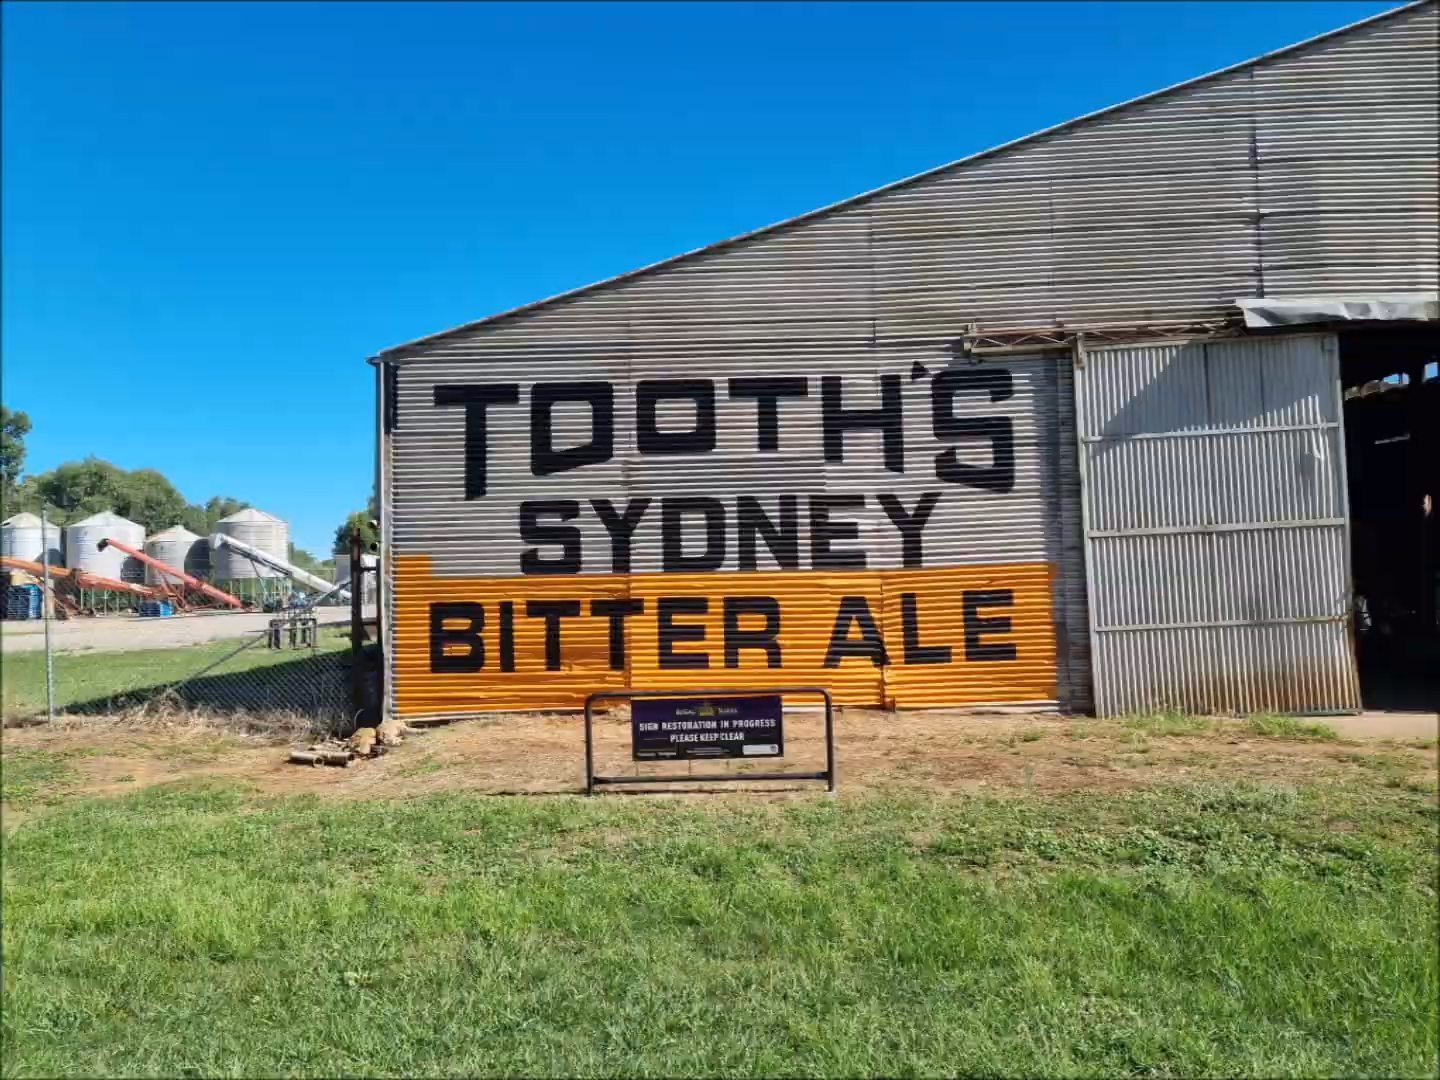 TOOTH'S
SYDNEY
BITTER ALE
SIGN RESTORATION IN PROGRESS
PLEASE KEEP CLEAR